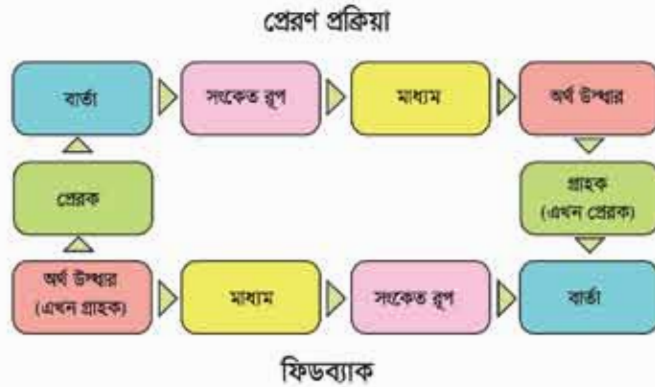 প্রেরণ প্রক্রিয়া
বার্তা
সংকেত রূপ
মাধ্যম
অর্থ উদ্ধার
প্রেরক
গ্রাহক
(এখন প্রেরক)
অর্থ উদ্ধার
(এখন গ্রাহক)
মাধ্যম
সংকেত রূপ
বার্তা
ফিডব্যাক